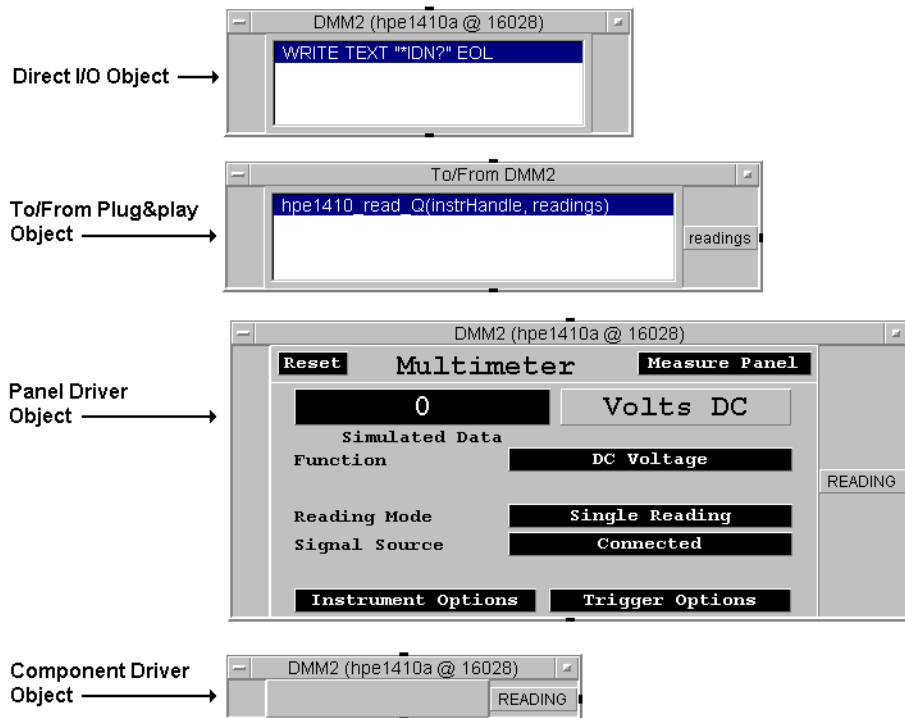 DMM2 (hpe1410a @ 16028)
Direct I/O Object
WRITE TEXT "*IDN?" EOL
To/From DMM2
To/From Plug&play
Object
hpe1410_read_Q(instrHandle, readings)
readings
DMM2 (hpe1410a @ 16028)
Panel Driver
Object
Reset
Multimeter
Measure Panel
0
Volts DC
Simulated Data
Function
DC Voltage
READING
Reading Mode
Single Reading
Signal Source
Connected
Instrument Options
Trigger Options
Component Driver
Object
DMM2 (hpe1410a @ 16028)
READING